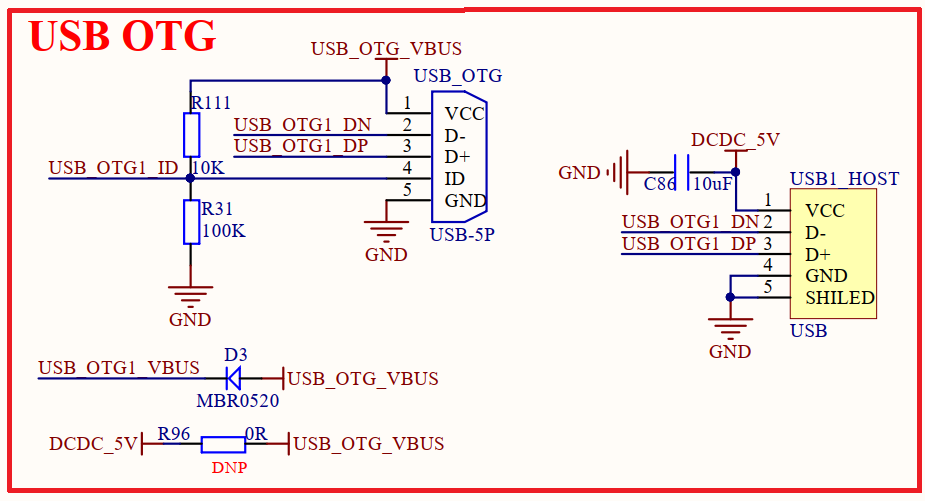 USB OTG
USB_OTG_VBUS
USB_OTG
R111
10K
1
VCC
USB_OTG1_DN
2
D-
USB_OTG1_DP
3
D+
USB_OTG1_ID
4
ID
5
GND
R31
100K
USB-5P
GND
GND
DCDC_5V
GND
C86
10uF
USB1_HOST
1
VCC
USB_OTG1_DN
2
D-
USB_OTG1_DP
3
D+
4
GND
5
SHILED
USB
GND
USB_OTG1_VBUS
D3
MBR0520
USB_OTG_VBUS
DCDC_5V
R96
0R
USB_OTG_VBUS
DNP